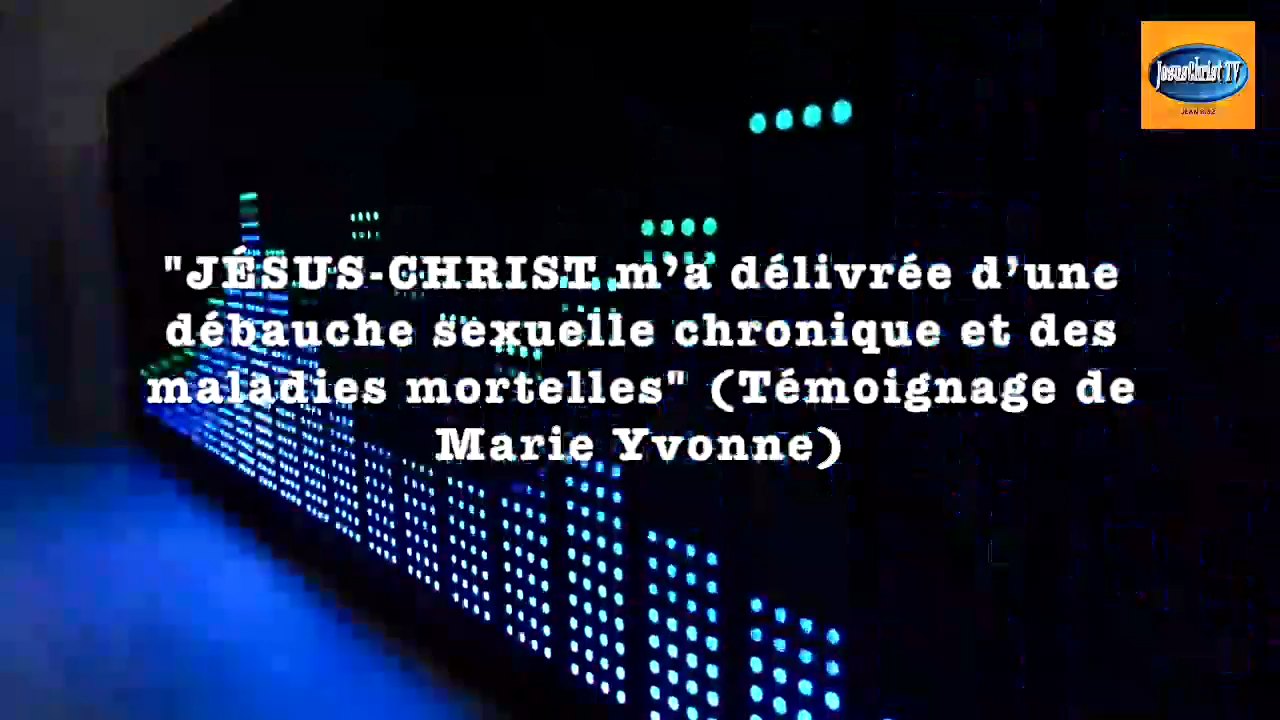 JesusChrist TV
"JÉSUS-CHRIST m’a délivrée d’une
débauche sexuelle chronique et des
maladies mortelles" (Témoignage de
Marie Yvonne)